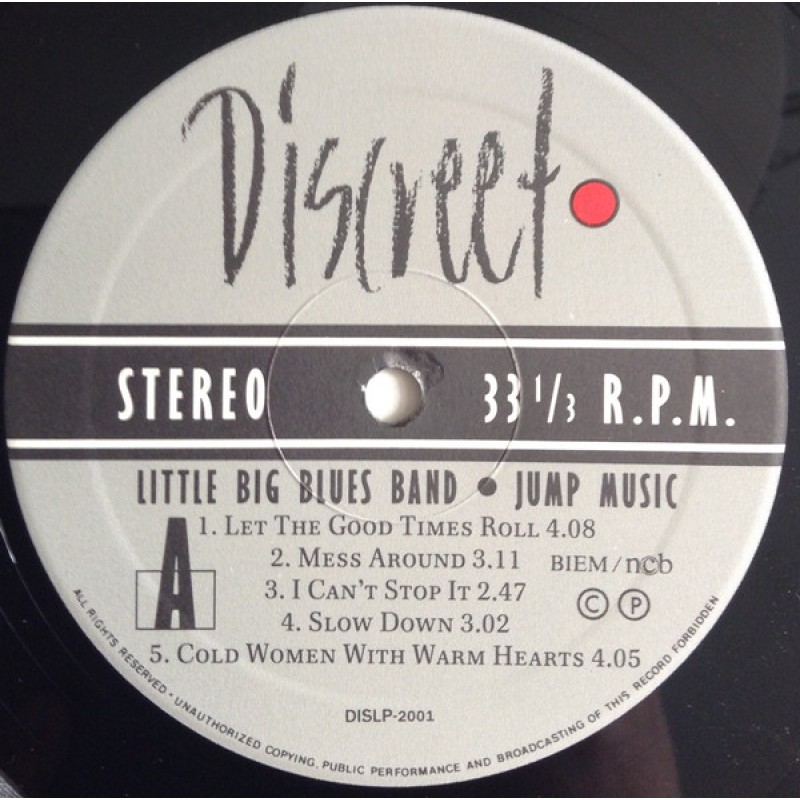 Discreet
STEREO 33 1/3 R.P.M.
LITTLE BIG BLUES BAND • JUMP MUSIC
1. LET THE GOOD TIMES ROLL 4.08
2. MESS AROUND 3.11 BIEM/ncb
3. I CAN'T STOP IT 2.47
A © ℗
4. SLOW DOWN 3.02
5. COLD WOMEN WITH WARM HEARTS 4.05
DISLP-2001
ALL RIGHTS RESERVED • UNAUTHORIZED COPYING, PUBLIC PERFORMANCE AND BROADCASTING OF THIS RECORD FORBIDDEN